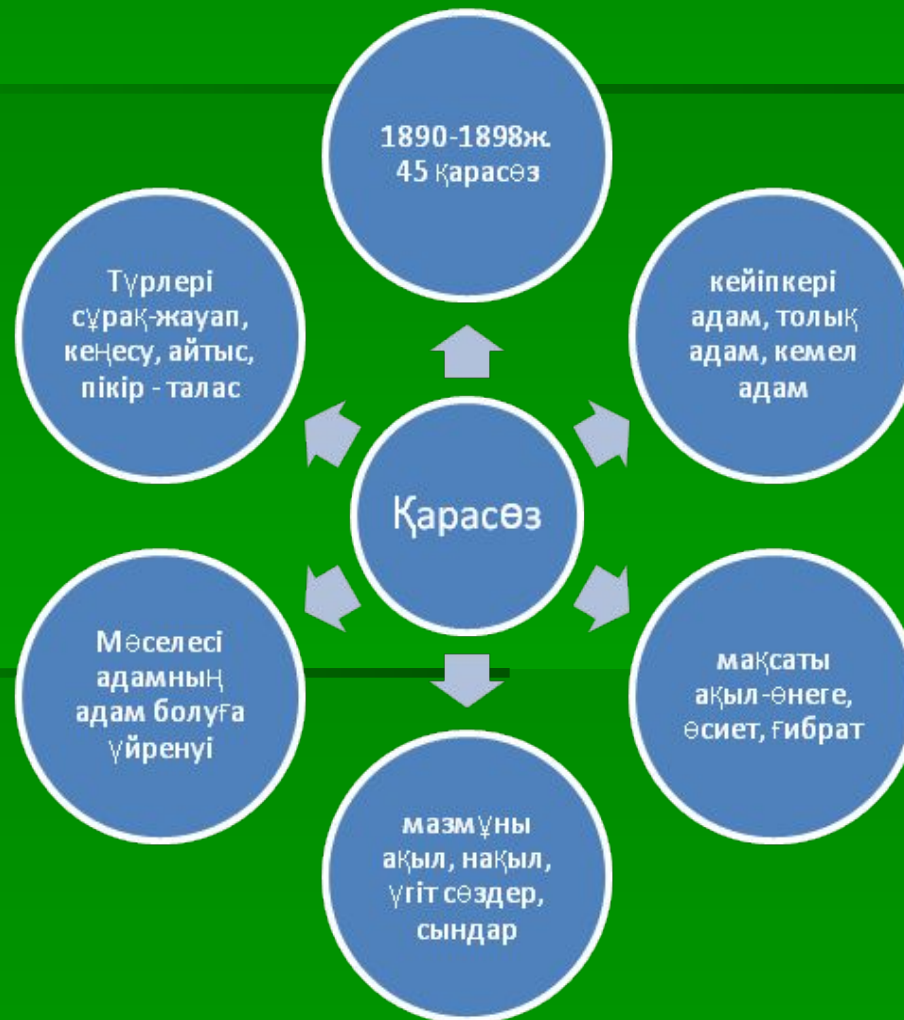 1890-1898ж.
45 қарасөз
кейіпкері
адам, толық
адам, кемел
адам
мақсаты
ақыл-өнеге,
өсиет, ғибрат
мазмұны
ақыл, нақыл,
үгіт сөздер,
сындар
Мәселесі
адамның
адам болуға
үйренуі
Түрлері
сұрақ-жауап,
кеңесу, айтыс,
пікір - талас
Қарасөз